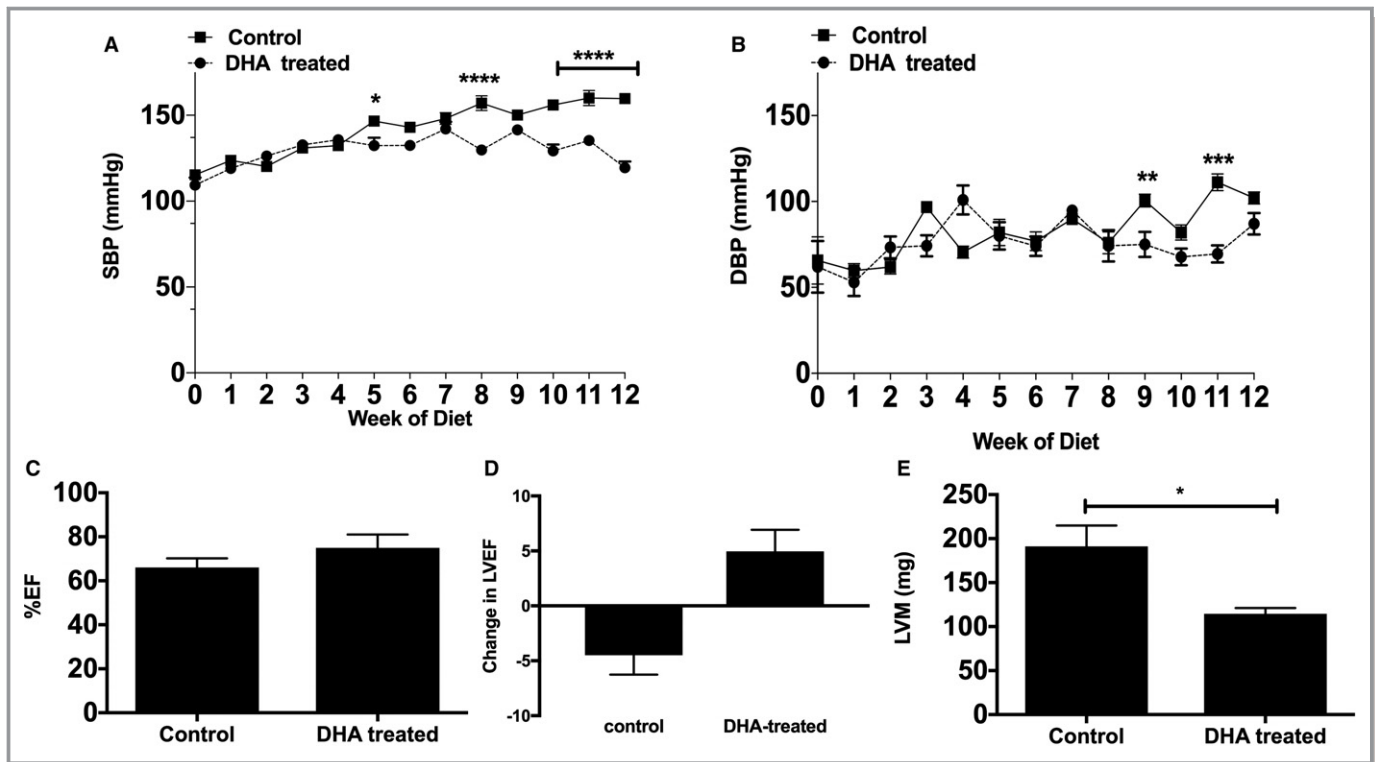 A
Control
DHA treated
*
****
****
150
100
50
0
SBP (mmHg)
0 1 2 3 4 5 6 7 8 9 10 11 12
Week of Diet
B
Control
DHA treated
**
***
150
100
50
0
DBP (mmHg)
0 1 2 3 4 5 6 7 8 9 10 11 12
Week of Diet
C
100
80
60
40
20
0
%EF
Control DHA treated
D
10
5
0
-5
-10
Change in LVEF
control DHA-treated
E
*
250
200
150
100
50
0
LVM (mg)
Control DHA treated